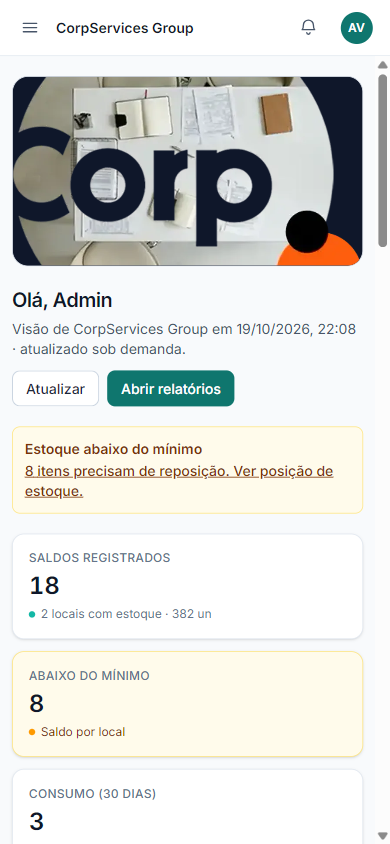 CorpServices Group
AV
Corp
Olá, Admin
Visão de CorpServices Group em 19/10/2026, 22:08
· atualizado sob demanda.
Atualizar
Abrir relatórios
Estoque abaixo do mínimo
8 itens precisam de reposição. Ver posição de
estoque.
SALDOS REGISTRADOS
18
2 locais com estoque · 382 un
ABAIXO DO MÍNIMO
8
Saldo por local
CONSUMO (30 DIAS)
3